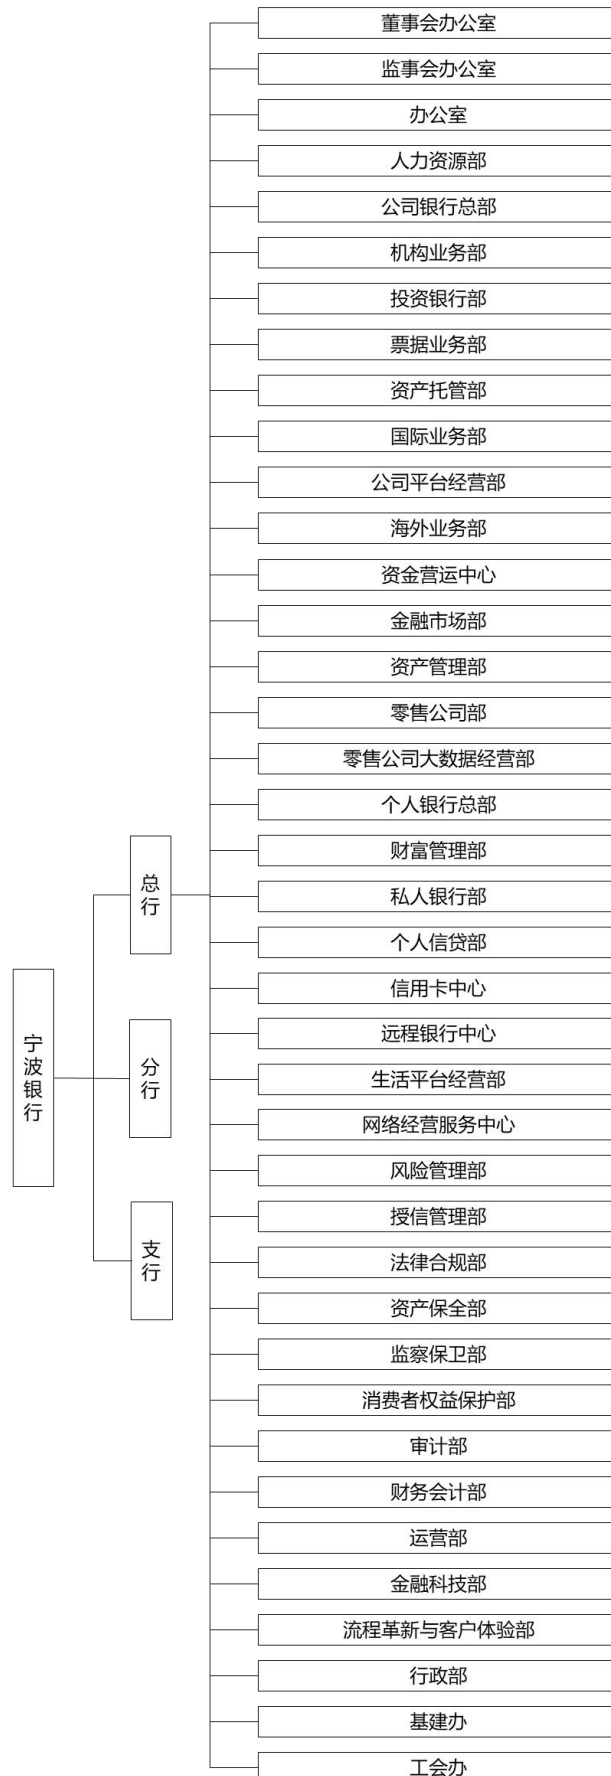 宁波银行
总行
分行
支行
董事会办公室
监事会办公室
办公室
人力资源部
公司银行总部
机构业务部
投资银行部
票据业务部
资产托管部
国际业务部
公司平台经营部
海外业务部
资金营运中心
金融市场部
资产管理部
零售公司部
零售公司大数据经营部
个人银行总部
财富管理部
私人银行部
个人信贷部
信用卡中心
远程银行中心
生活平台经营部
网络经营服务中心
风险管理部
授信管理部
法律合规部
资产保全部
监察保卫部
消费者权益保护部
审计部
财务会计部
运营部
金融科技部
流程革新与客户体验部
行政部
基建办
工会办